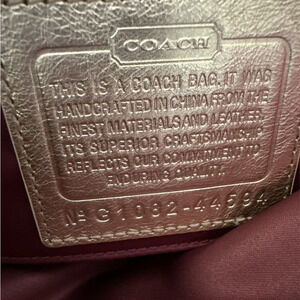 COACH
THIS IS A COACH BAG. IT WAS
HANDCRAFTED IN CHINA FROM THE
FINEST MATERIALS AND LEATHER.
ITS SUPERIOR CRAFTSMANSHIP
REFLECTS OUR COMMITMENT TO
ENDURING QUALITY.
Nº G1082-44594